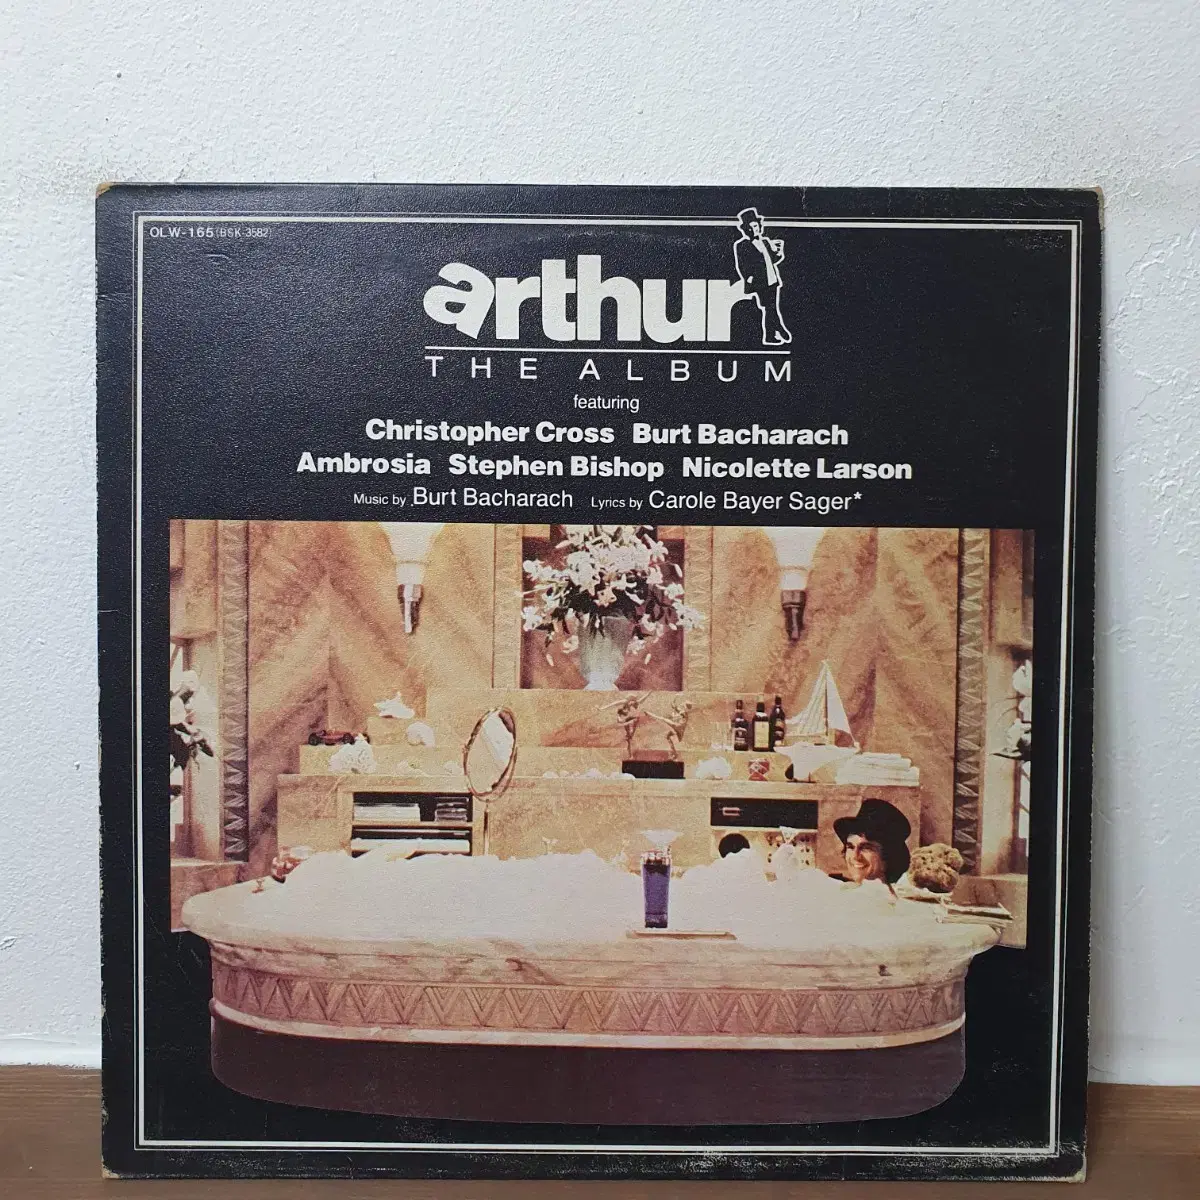 OLW-165 (BSK-3582)
arthur
THE ALBUM
featuring
Christopher Cross Burt Bacharach
Ambrosia Stephen Bishop Nicolette Larson
Music by Burt Bacharach Lyrics by Carole Bayer Sager*